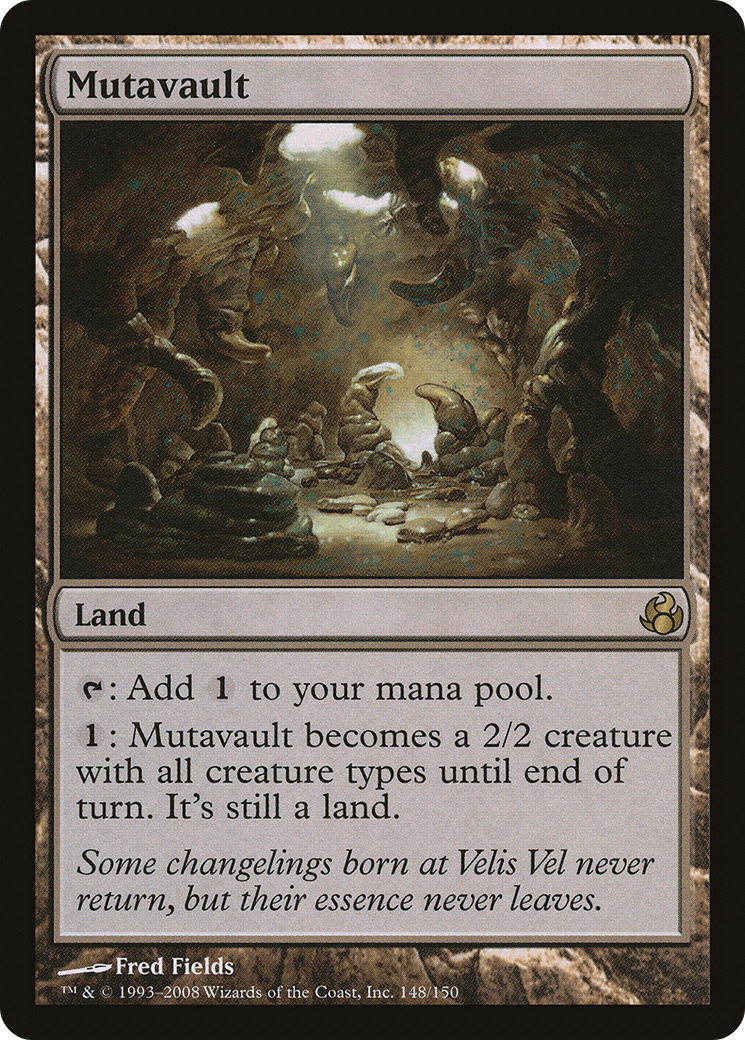 Mutavault
Land
: Add 1 to your mana pool.
1: Mutavault becomes a 2/2 creature
with all creature types until end of
turn. It's still a land.
Some changelings born at Velis Vel never
return, but their essence never leaves.
Fred Fields
™ & © 1993–2008 Wizards of the Coast, Inc. 148/150